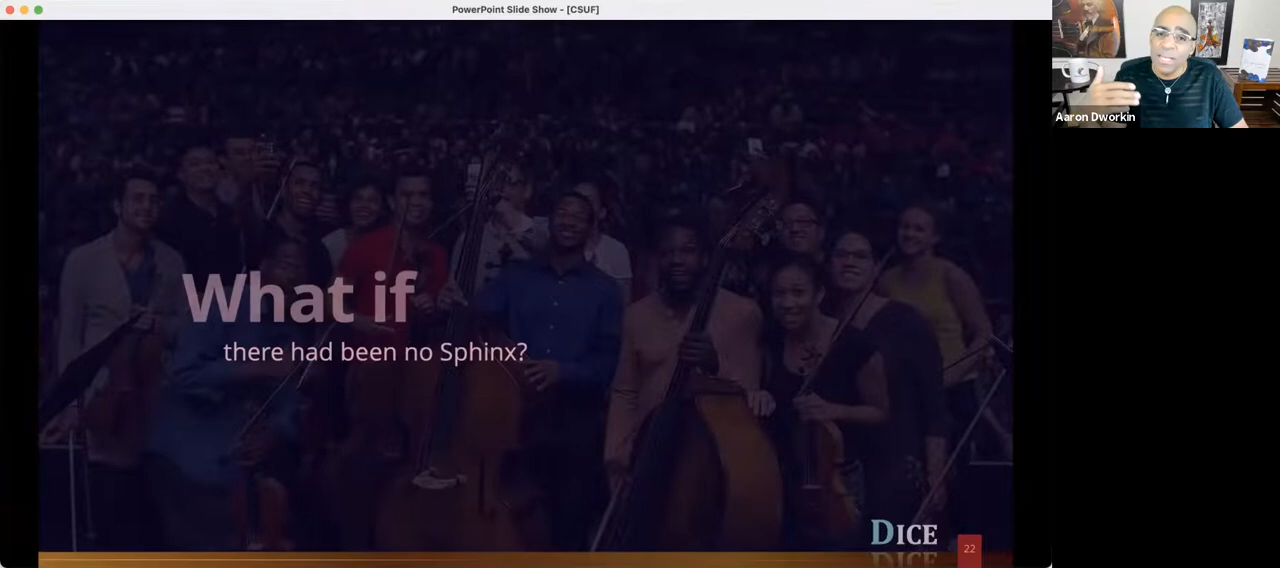 PowerPoint Slide Show - [CSUF]
Aaron Dworkin
What if
there had been no Sphinx?
DICE
22